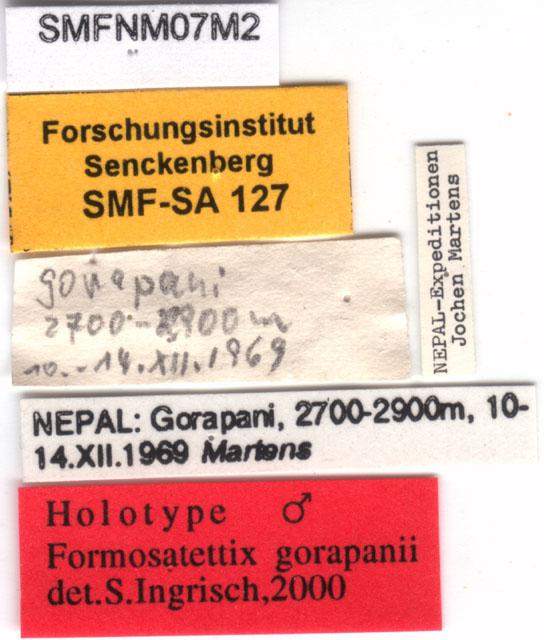 SMFNM07M2
Forschungsinstitut
Senckenberg
SMF-SA 127
NEPAL-Expeditionen
Jochen Martens
gorapani
2700-2900m
10.-14.XII.1969
NEPAL: Gorapani, 2700-2900m, 10-
14.XII.1969 Martens
Holotype ♂
Formosatettix gorapanii
det.S.Ingrisch,2000